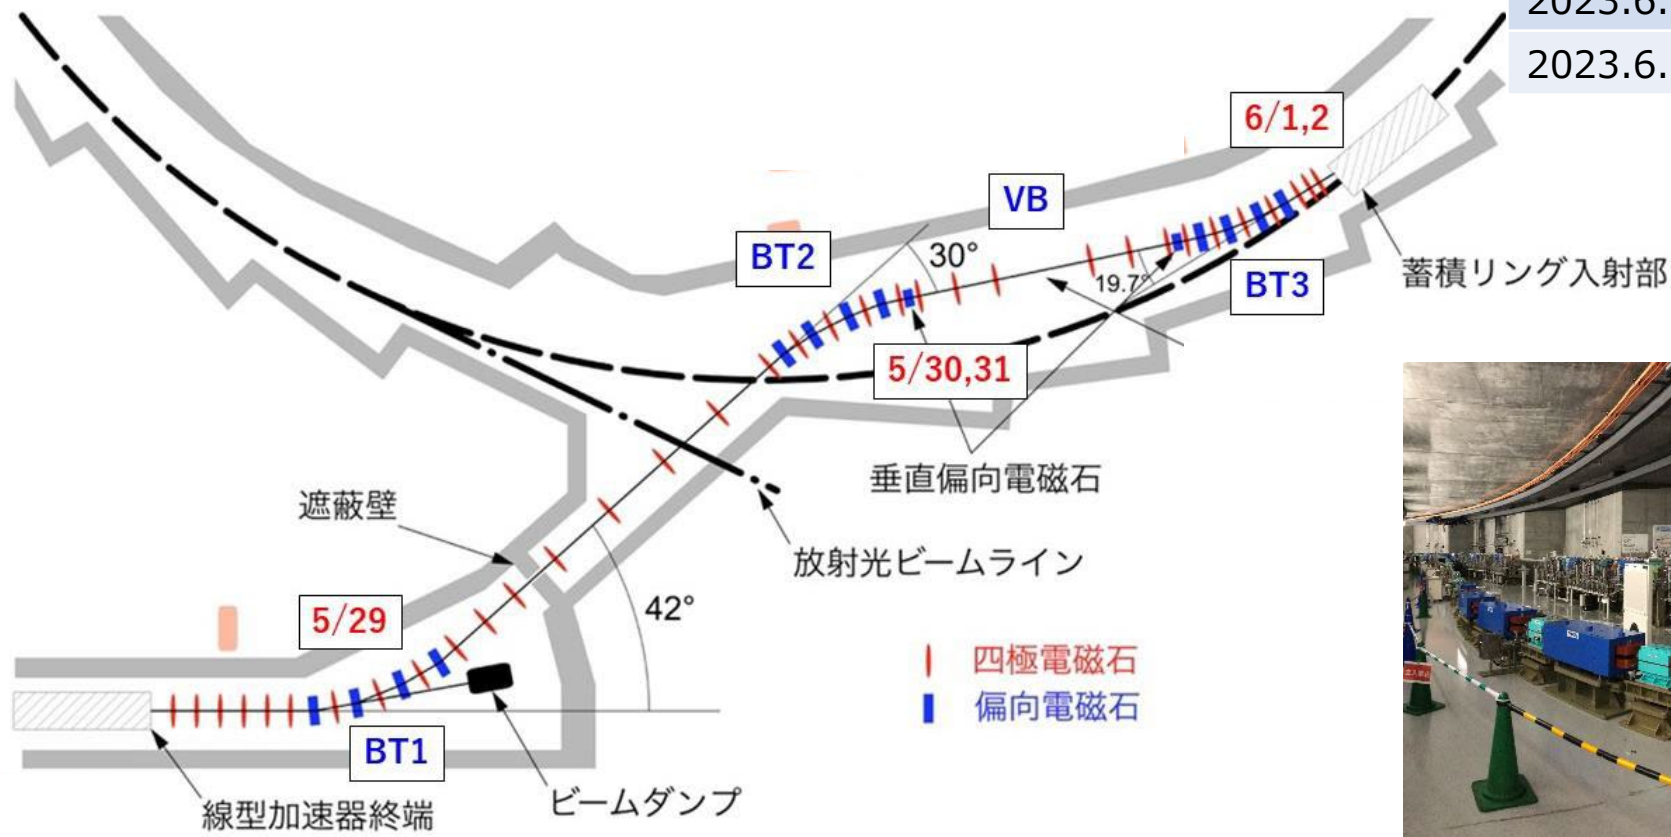 2023.6.
2023.6.
6/1,2
VB
BT2
30°
19.7°
BT3
蓄積リング入射部
5/30,31
垂直偏向電磁石
遮蔽壁
放射光ビームライン
5/29
42°
四極電磁石
偏向電磁石
BT1
ビームダンプ
線型加速器終端